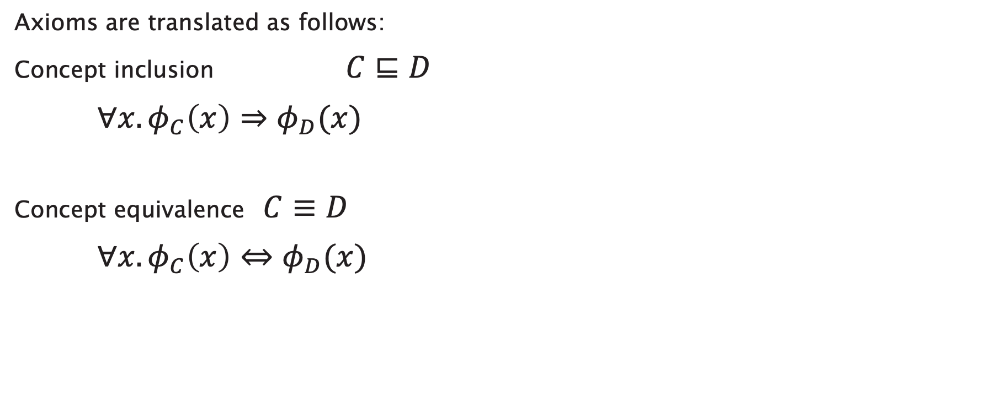 Axioms are translated as follows:
Concept inclusion C ⊑ D
∀x. ϕ_C(x) ⇒ ϕ_D(x)
Concept equivalence C ≡ D
∀x. ϕ_C(x) ⇔ ϕ_D(x)